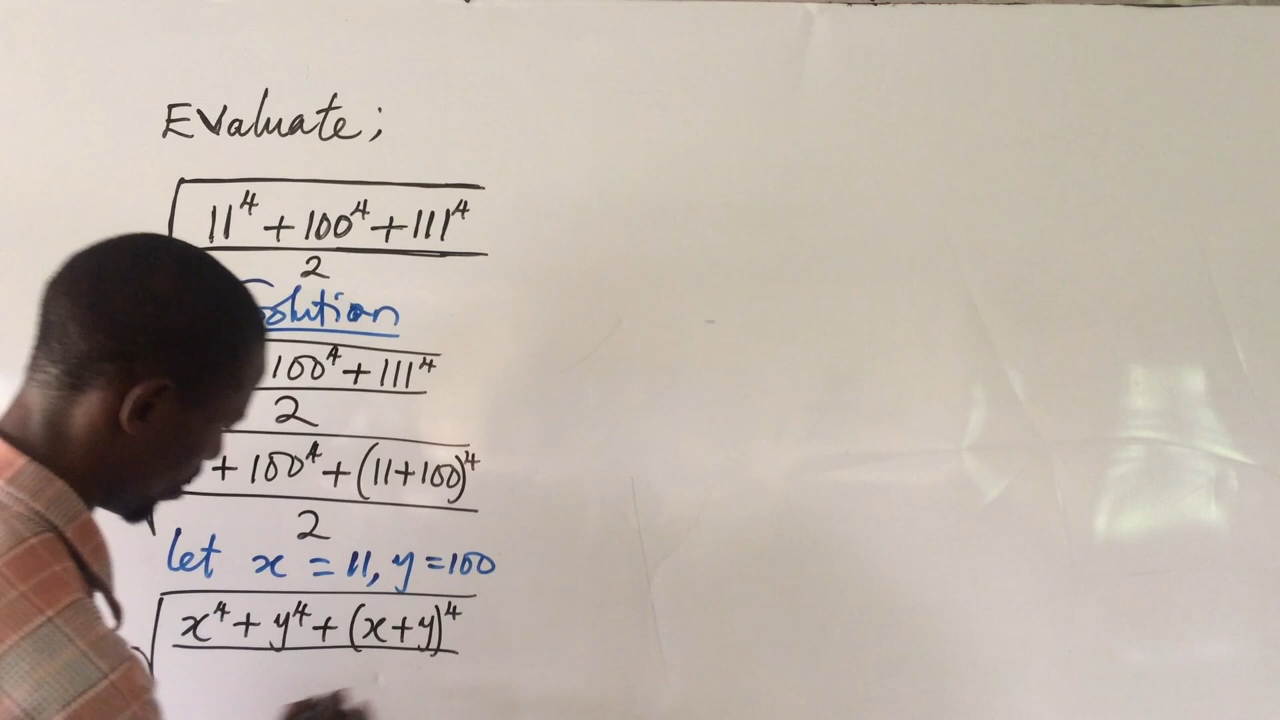 Evaluate;
√11⁴ + 100⁴ + 111⁴
2
Solution
100⁴ + 111⁴
2
+ 100⁴ + (11+100)⁴
2
let x = 11, y = 100
√x⁴ + y⁴ + (x+y)⁴